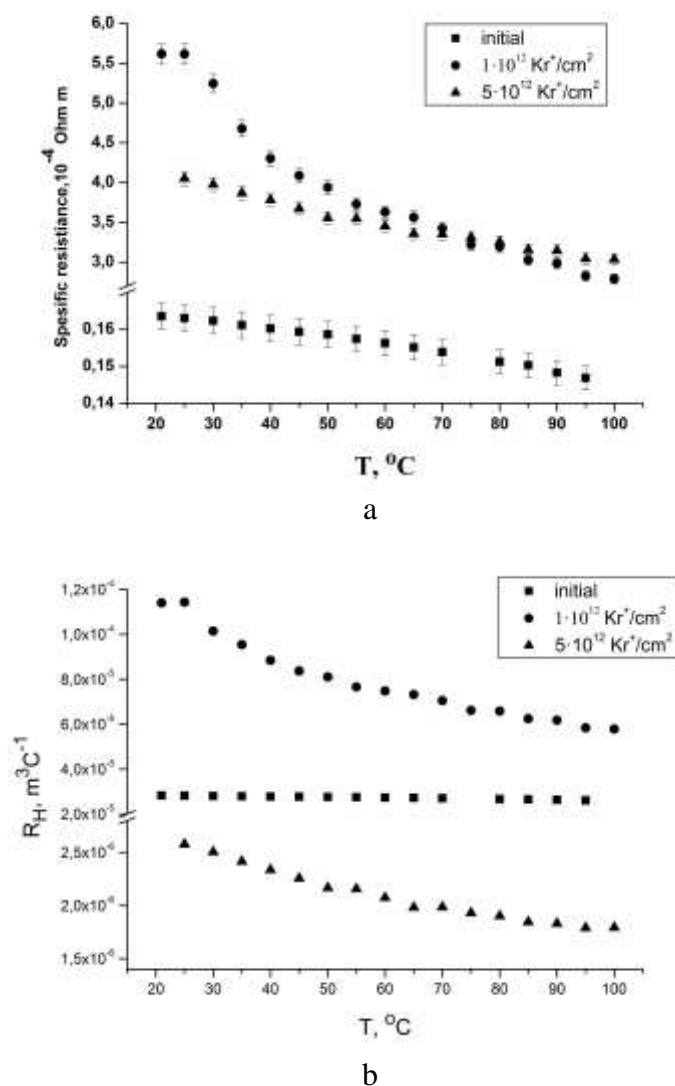 6,0
5,5
5,0
4,5
4,0
3,5
3,0
0,16
0,15
0,14
Spesific resistiance,10⁻⁴ Ohm m
initial
1·10¹² Kr⁺/cm²
5·10¹² Kr⁺/cm²
20 30 40 50 60 70 80 90 100
T, °C
a
1,2x10⁻⁴
1,0x10⁻⁴
8,0x10⁻⁵
6,0x10⁻⁵
4,0x10⁻⁵
2,0x10⁻⁵
2,5x10⁻⁶
2,0x10⁻⁶
1,5x10⁻⁶
R_H, m³C⁻¹
initial
1·10¹² Kr⁺/cm²
5·10¹² Kr⁺/cm²
20 30 40 50 60 70 80 90 100
T, °C
b